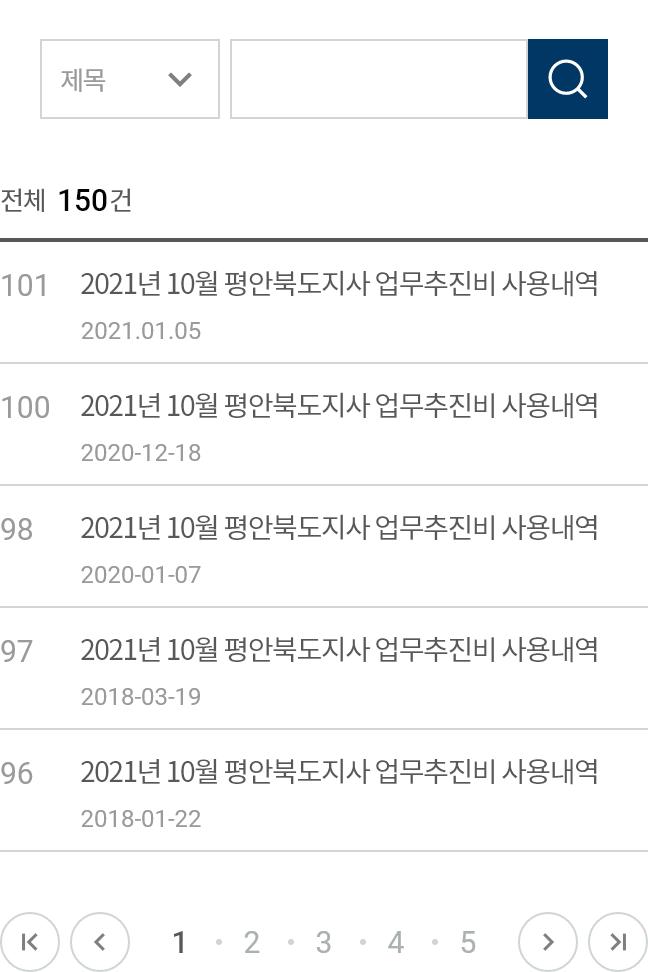 제목
전체 150건
101 2021년 10월 평안북도지사 업무추진비 사용내역
2021.01.05
100 2021년 10월 평안북도지사 업무추진비 사용내역
2020-12-18
98 2021년 10월 평안북도지사 업무추진비 사용내역
2020-01-07
97 2021년 10월 평안북도지사 업무추진비 사용내역
2018-03-19
96 2021년 10월 평안북도지사 업무추진비 사용내역
2018-01-22
1 · 2 · 3 · 4 · 5